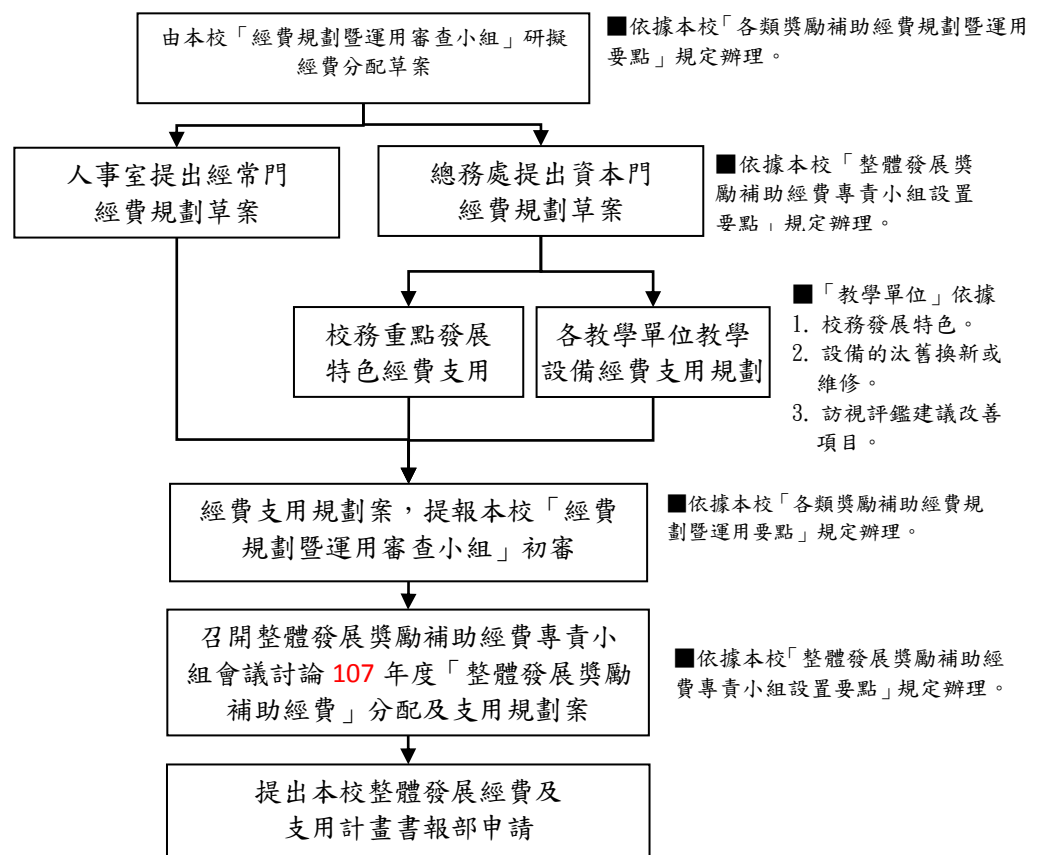 由本校「經費規劃暨運用審查小組」研擬
經費分配草案
■依據本校「各類獎勵補助經費規劃暨運用
要點」規定辦理。
人事室提出經常門
經費規劃草案
總務處提出資本門
經費規劃草案
■依據本校「整體發展獎
勵補助經費專責小組設置
要點」規定辦理。
校務重點發展
特色經費支用
各教學單位教學
設備經費支用規劃
■「教學單位」依據
1. 校務發展特色。
2. 設備的汰舊換新或
維修。
3. 訪視評鑑建議改善
項目。
經費支用規劃案，提報本校「經費
規劃暨運用審查小組」初審
■依據本校「各類獎勵補助經費規
劃暨運用要點」規定辦理。
召開整體發展獎勵補助經費專責小
組會議討論 107 年度「整體發展獎勵
補助經費」分配及支用規劃案
■依據本校「整體發展獎勵補助經
費專責小組設置要點」規定辦理。
提出本校整體發展經費及
支用計畫書報部申請